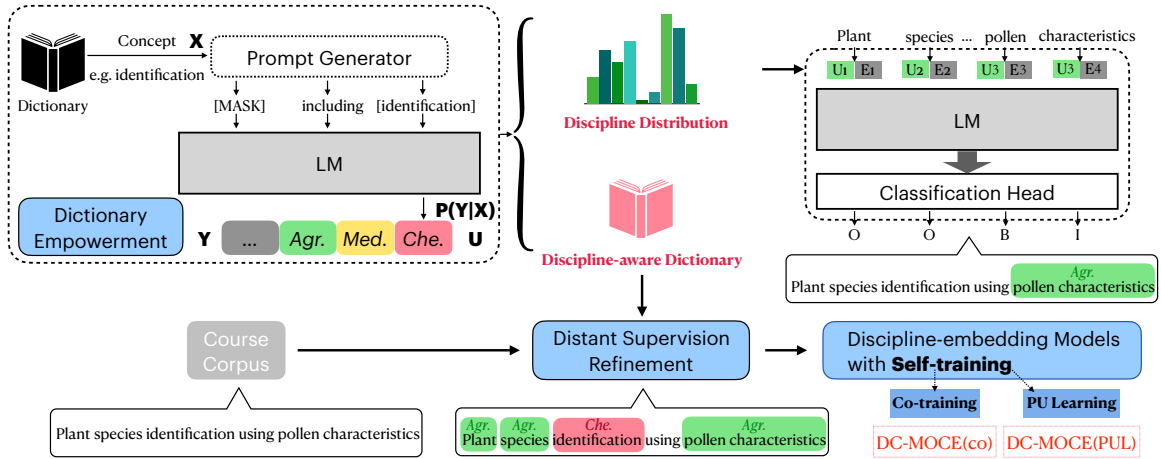 Concept X
e.g. identification
Dictionary
Prompt Generator
[MASK] including [identification]
LM
P(Y|X)
Dictionary
Empowerment
Y ... Agr. Med. Che. U
Discipline Distribution
Discipline-aware Dictionary
Plant species ... pollen characteristics
U1 E1 U2 E2 U3 E3 U3 E4
LM
Classification Head
O O B I
Agr.
Plant species identification using pollen characteristics
Course
Corpus
Distant Supervision
Refinement
Discipline-embedding Models
with Self-training
Co-training PU Learning
DC-MOCE(co) DC-MOCE(PUL)
Plant species identification using pollen characteristics
Agr. Agr. Che. Agr.
Plant species identification using pollen characteristics